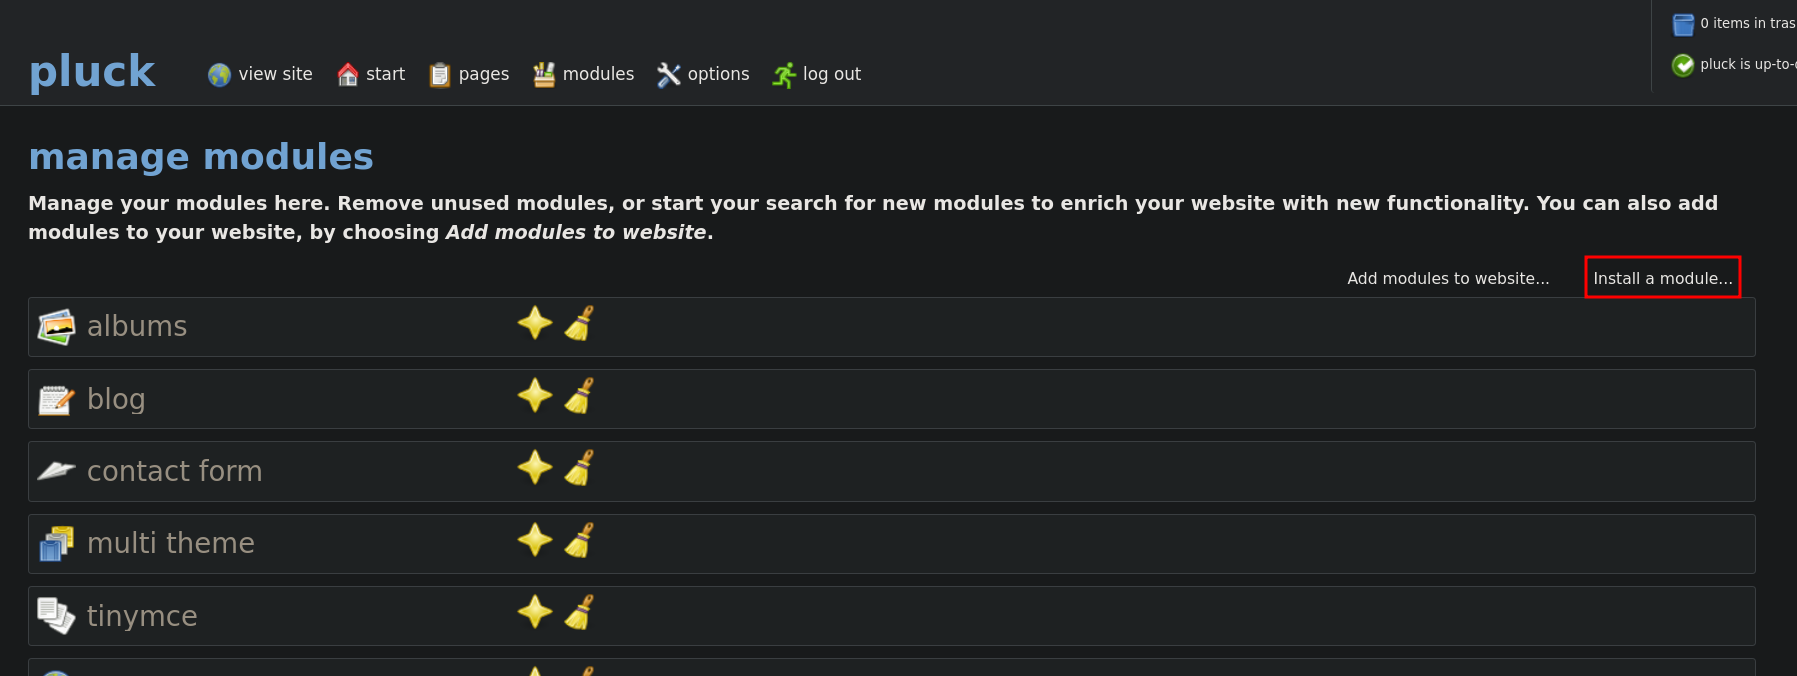 0 items in tras
pluck view site start pages modules options log out
pluck is up-to-
manage modules
Manage your modules here. Remove unused modules, or start your search for new modules to enrich your website with new functionality. You can also add
modules to your website, by choosing Add modules to website.
Add modules to website... Install a module...
albums
blog
contact form
multi theme
tinymce